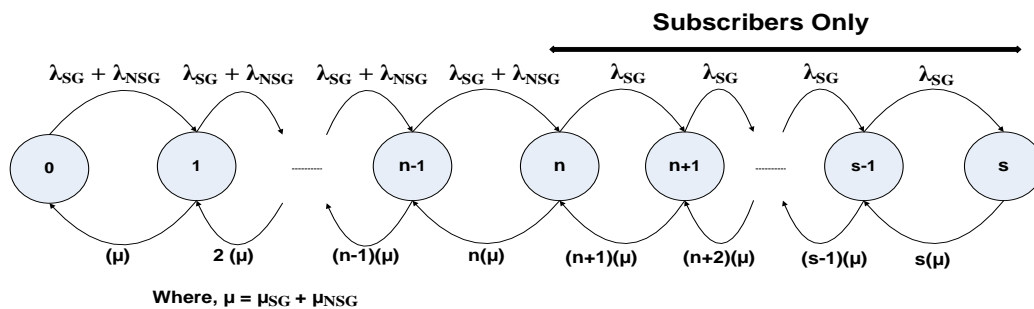 Subscribers Only
λSG + λNSG λSG + λNSG λSG + λNSG λSG + λNSG λSG λSG λSG λSG
0 1 n-1 n n+1 s-1 s
(μ) 2 (μ) (n-1)(μ) n(μ) (n+1)(μ) (n+2)(μ) (s-1)(μ) s(μ)
Where, μ = μSG + μNSG